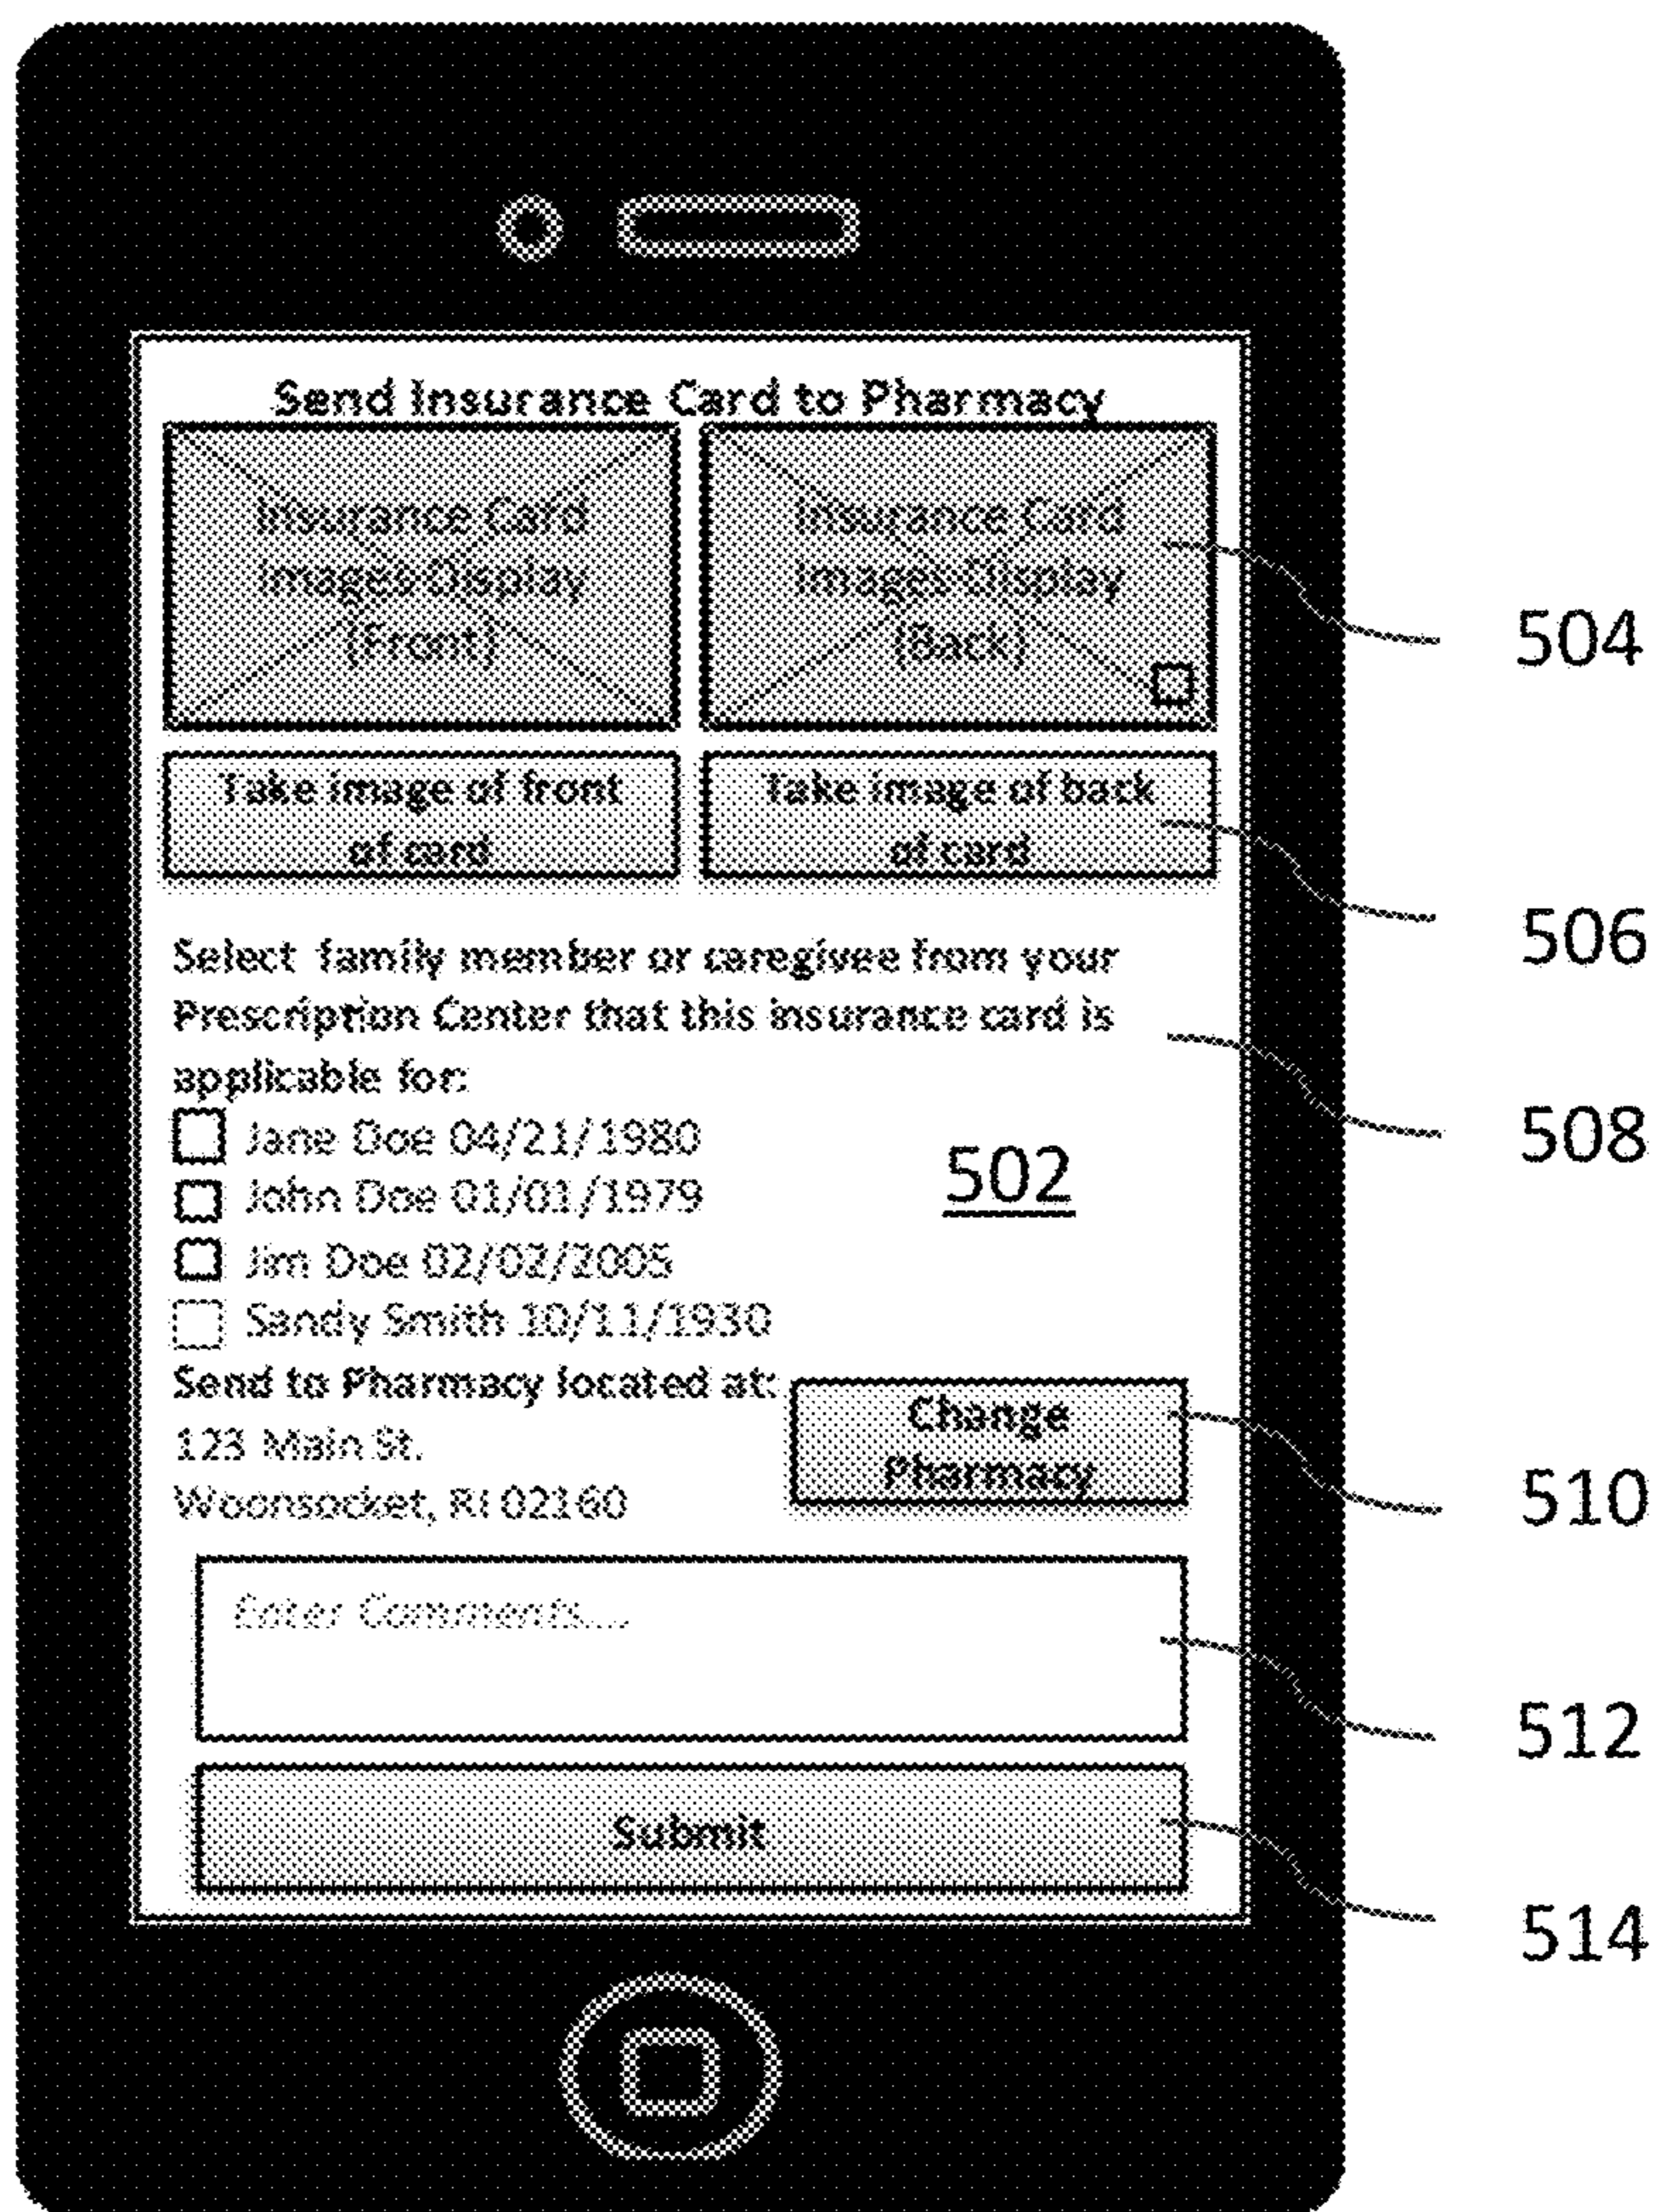 Send Insurance Card to Pharmacy
Insurance Card
Images Display
(Front)
Insurance Card
Images Display
(Back)
504
Take image of front
of card
Take image of back
of card
506
Select family member or caregivee from your
Prescription Center that this insurance card is
applicable for:
508
Jane Doe 04/21/1980
502
John Doe 01/01/1979
Jim Doe 02/02/2005
Sandy Smith 10/11/1930
Send to Pharmacy located at:
123 Main St.
Woonsocket, RI 02160
Change
Pharmacy
510
Enter Comments....
512
Submit
514